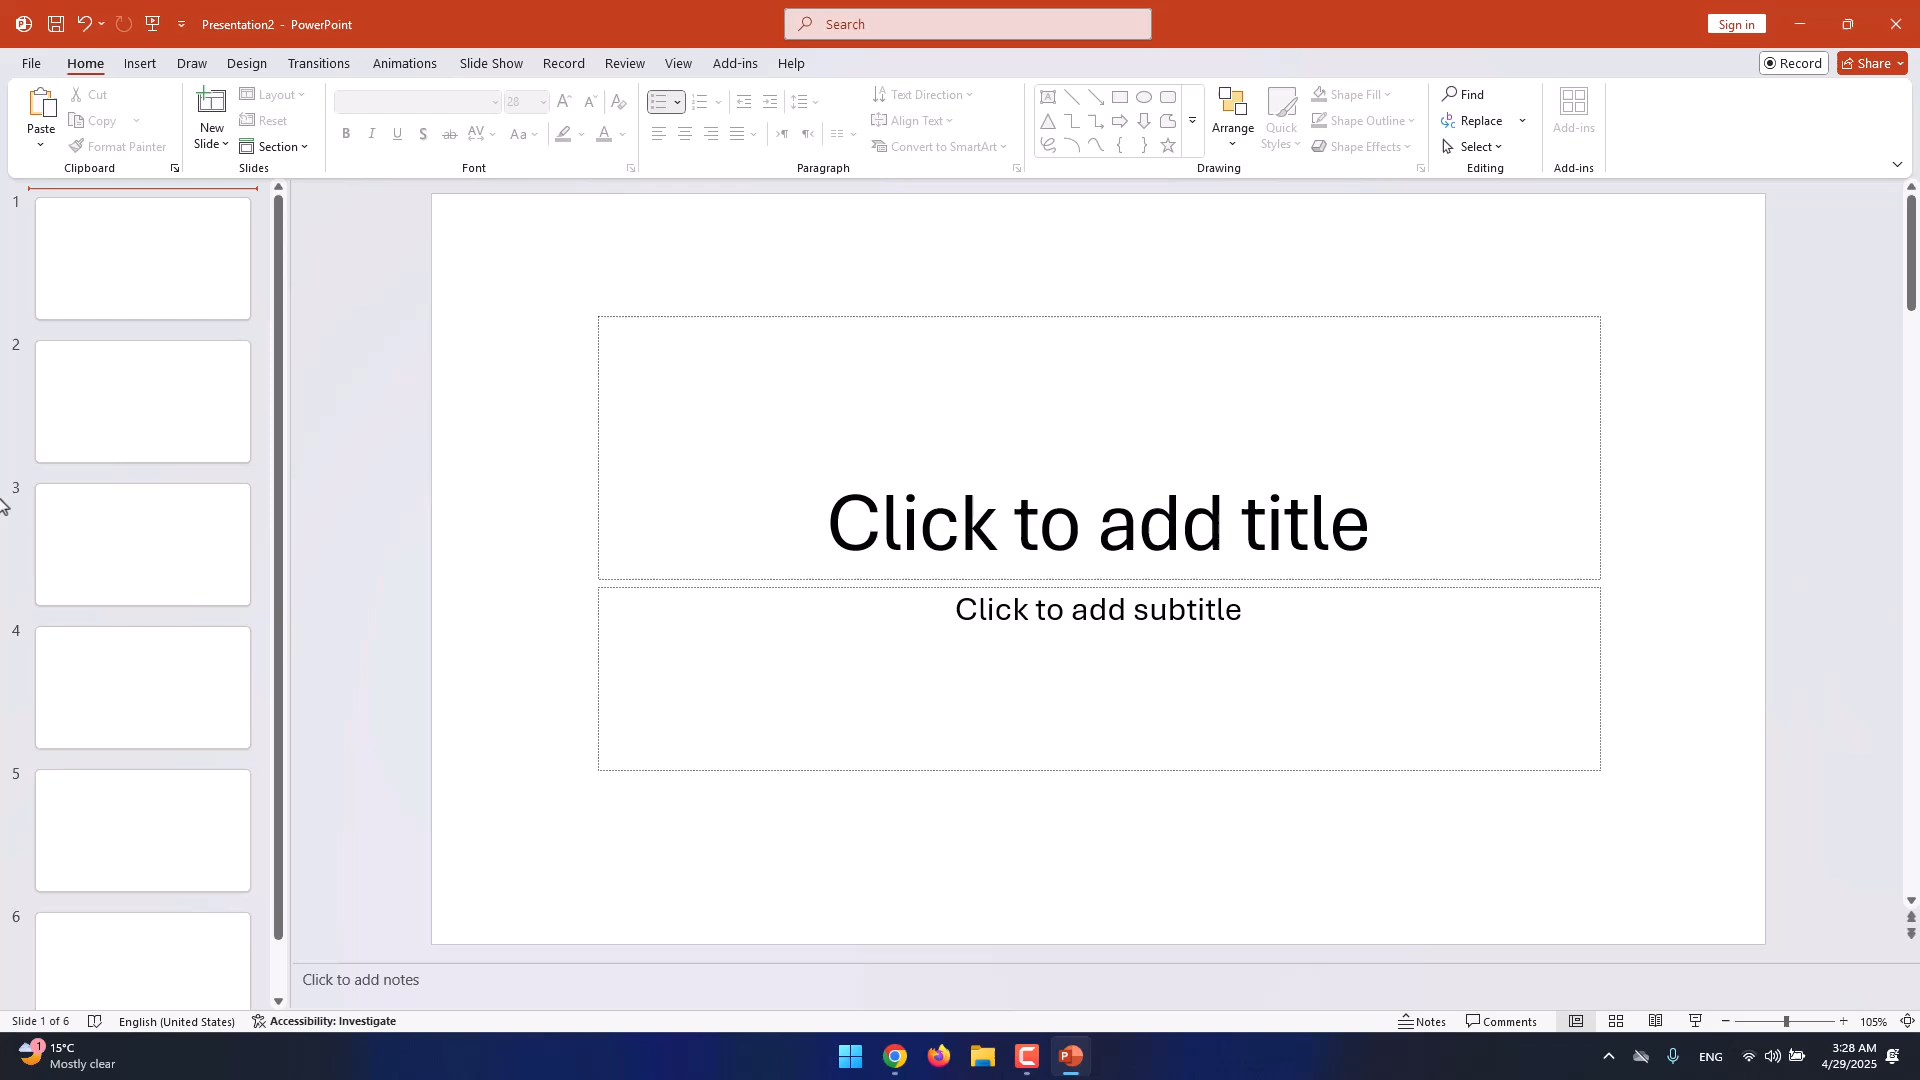 Presentation2 - PowerPoint
Search
Sign in
File Home Insert Draw Design Transitions Animations Slide Show Record Review View Add-ins Help
Record Share
Paste
Cut
Copy
Format Painter
Clipboard
New Slide
Layout
Reset
Section
Slides
28
B I U S ab AV Aa A
Font
Text Direction
Align Text
Convert to SmartArt
Paragraph
Arrange
Quick Styles
Shape Fill
Shape Outline
Shape Effects
Drawing
Find
Replace
Select
Editing
Add-ins
Add-ins
1
2
3
4
5
6
Click to add title
Click to add subtitle
Click to add notes
Slide 1 of 6 English (United States) Accessibility: Investigate
Notes Comments 105%
1
15°C
Mostly clear
ENG
3:28 AM
4/29/2025